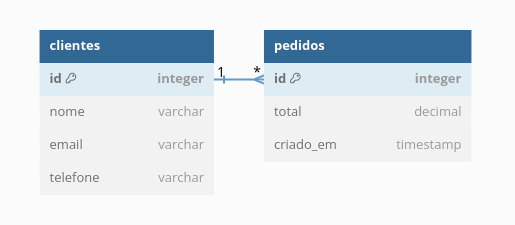 clientes
id integer
nome varchar
email varchar
telefone varchar
1 *
pedidos
id integer
total decimal
criado_em timestamp